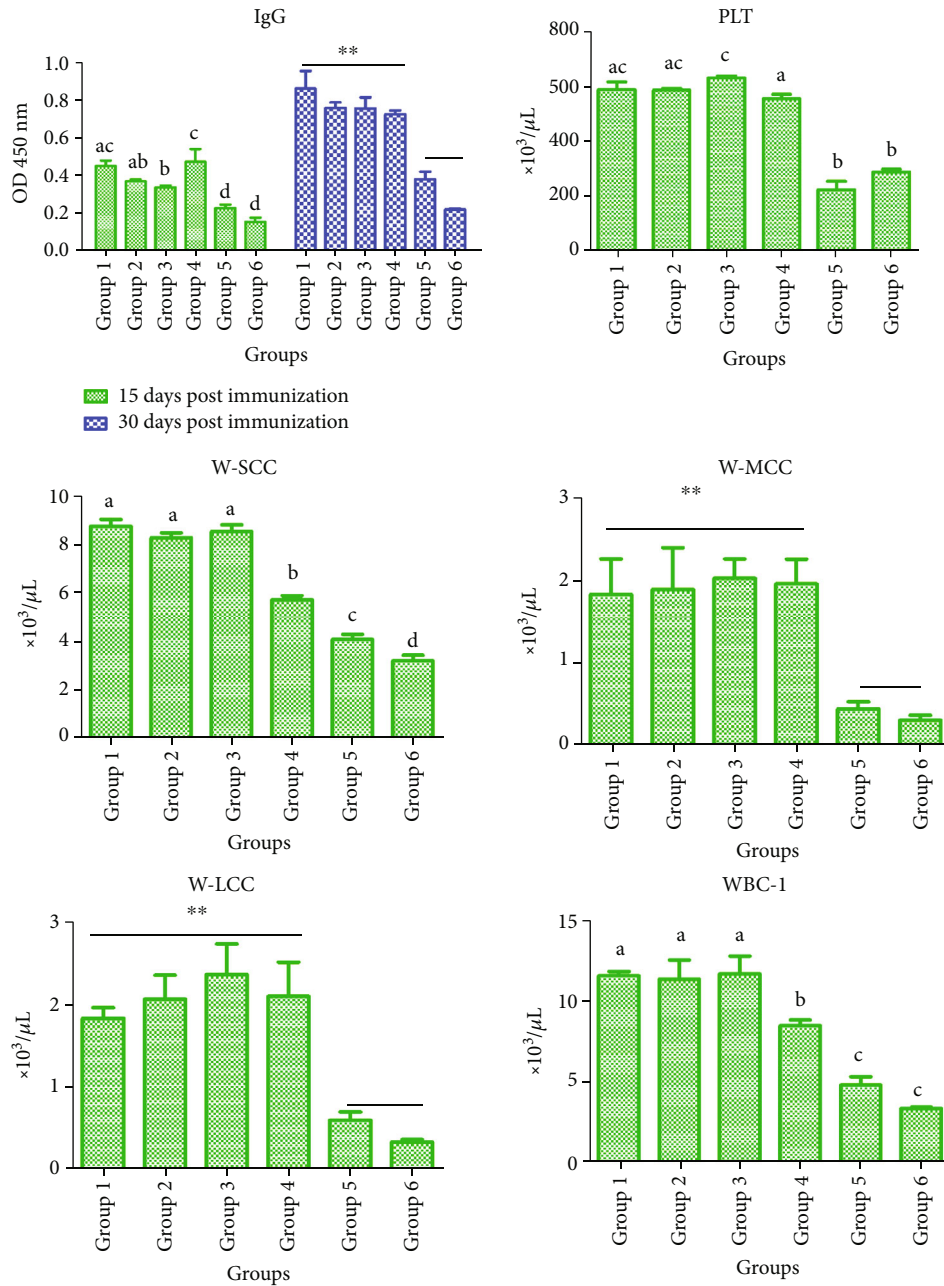 IgG
OD 450 nm
1.0
0.8
0.6
0.4
0.2
0.0
ac
ab
b
c
d
d
**
Group 1
Group 2
Group 3
Group 4
Group 5
Group 6
Group 1
Group 2
Group 3
Group 4
Group 5
Group 6
Groups
15 days post immunization
30 days post immunization
PLT
×10³/μL
800
600
400
200
0
ac
ac
c
a
b
b
Group 1
Group 2
Group 3
Group 4
Group 5
Group 6
Groups
W-SCC
×10³/μL
10
8
6
4
2
0
a
a
a
b
c
d
Group 1
Group 2
Group 3
Group 4
Group 5
Group 6
Groups
W-MCC
×10³/μL
3
2
1
0
**
Group 1
Group 2
Group 3
Group 4
Group 5
Group 6
Groups
W-LCC
×10³/μL
3
2
1
0
**
Group 1
Group 2
Group 3
Group 4
Group 5
Group 6
Groups
WBC-1
×10³/μL
15
10
5
0
a
a
a
b
c
c
Group 1
Group 2
Group 3
Group 4
Group 5
Group 6
Groups